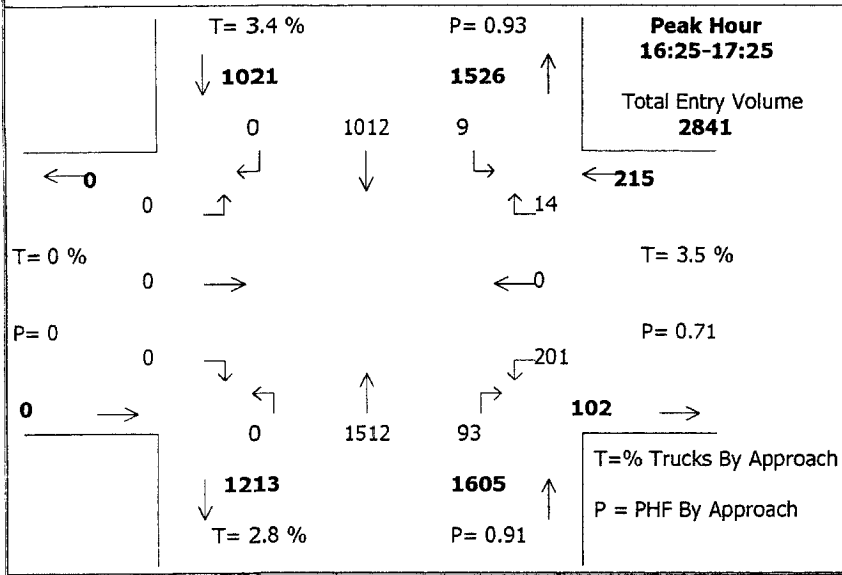 T= 3.4 % P= 0.93 Peak Hour
16:25-17:25
1021 1526
Total Entry Volume
0 1012 9 2841
0 215
0 14
T= 0 % T= 3.5 %
0 0
P= 0 P= 0.71
0 201
0 102
0 1512 93
T=% Trucks By Approach
1213 1605
P = PHF By Approach
T= 2.8 % P= 0.91